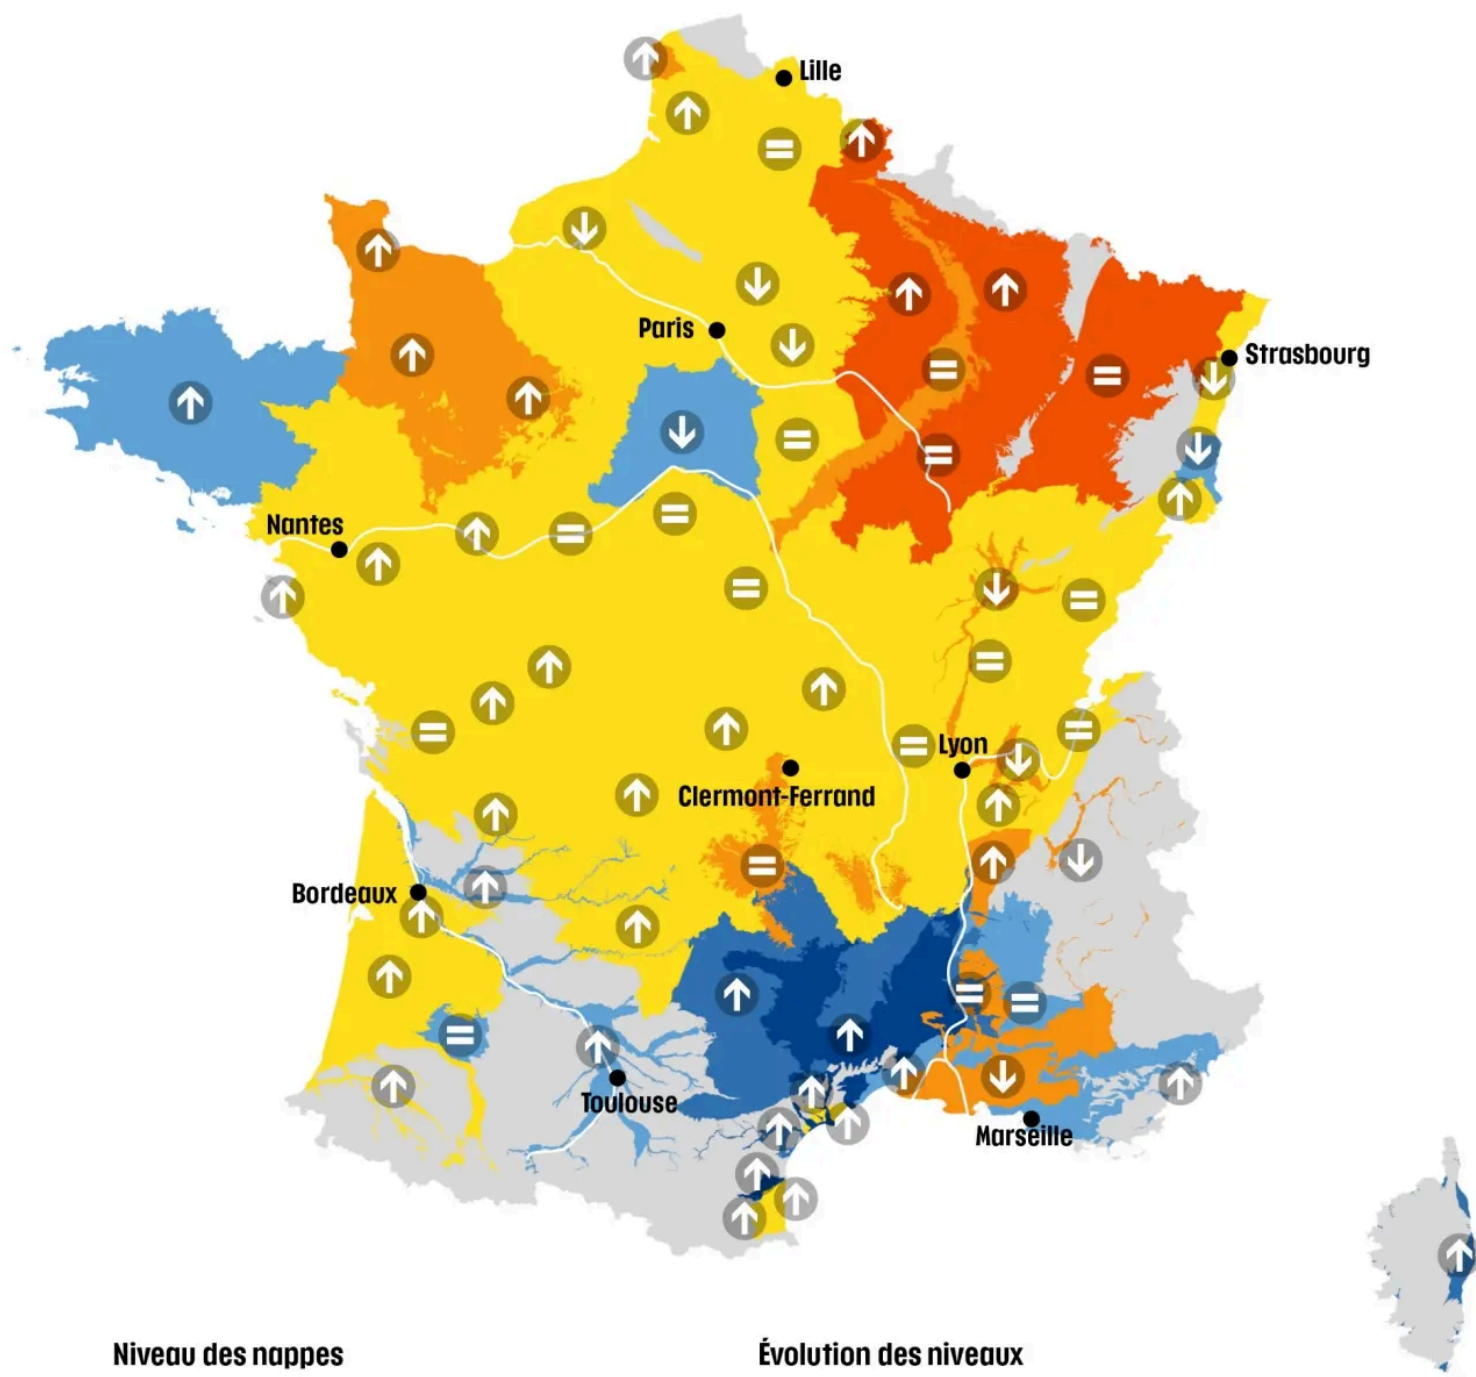 Lille
Paris
Strasbourg
Nantes
Lyon
Clermont-Ferrand
Bordeaux
Toulouse
Marseille
Niveau des nappes
Évolution des niveaux